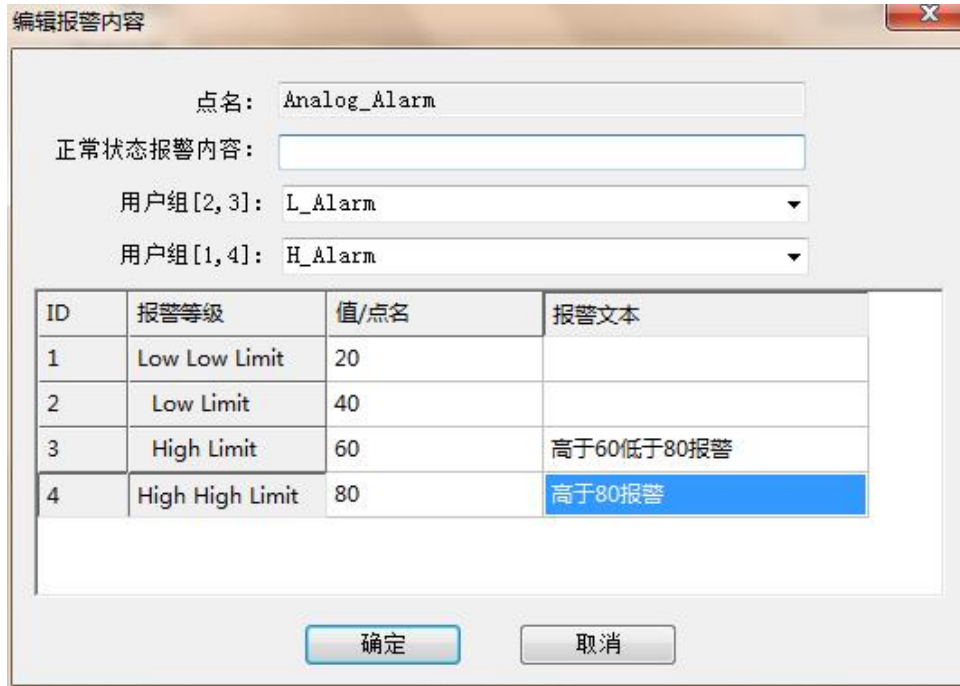 编辑报警内容
点名: Analog_Alarm
正常状态报警内容:
用户组[2,3]: L_Alarm
用户组[1,4]: H_Alarm
ID 报警等级 值/点名 报警文本
1 Low Low Limit 20
2 Low Limit 40
3 High Limit 60 高于60低于80报警
4 High High Limit 80 高于80报警
确定 取消